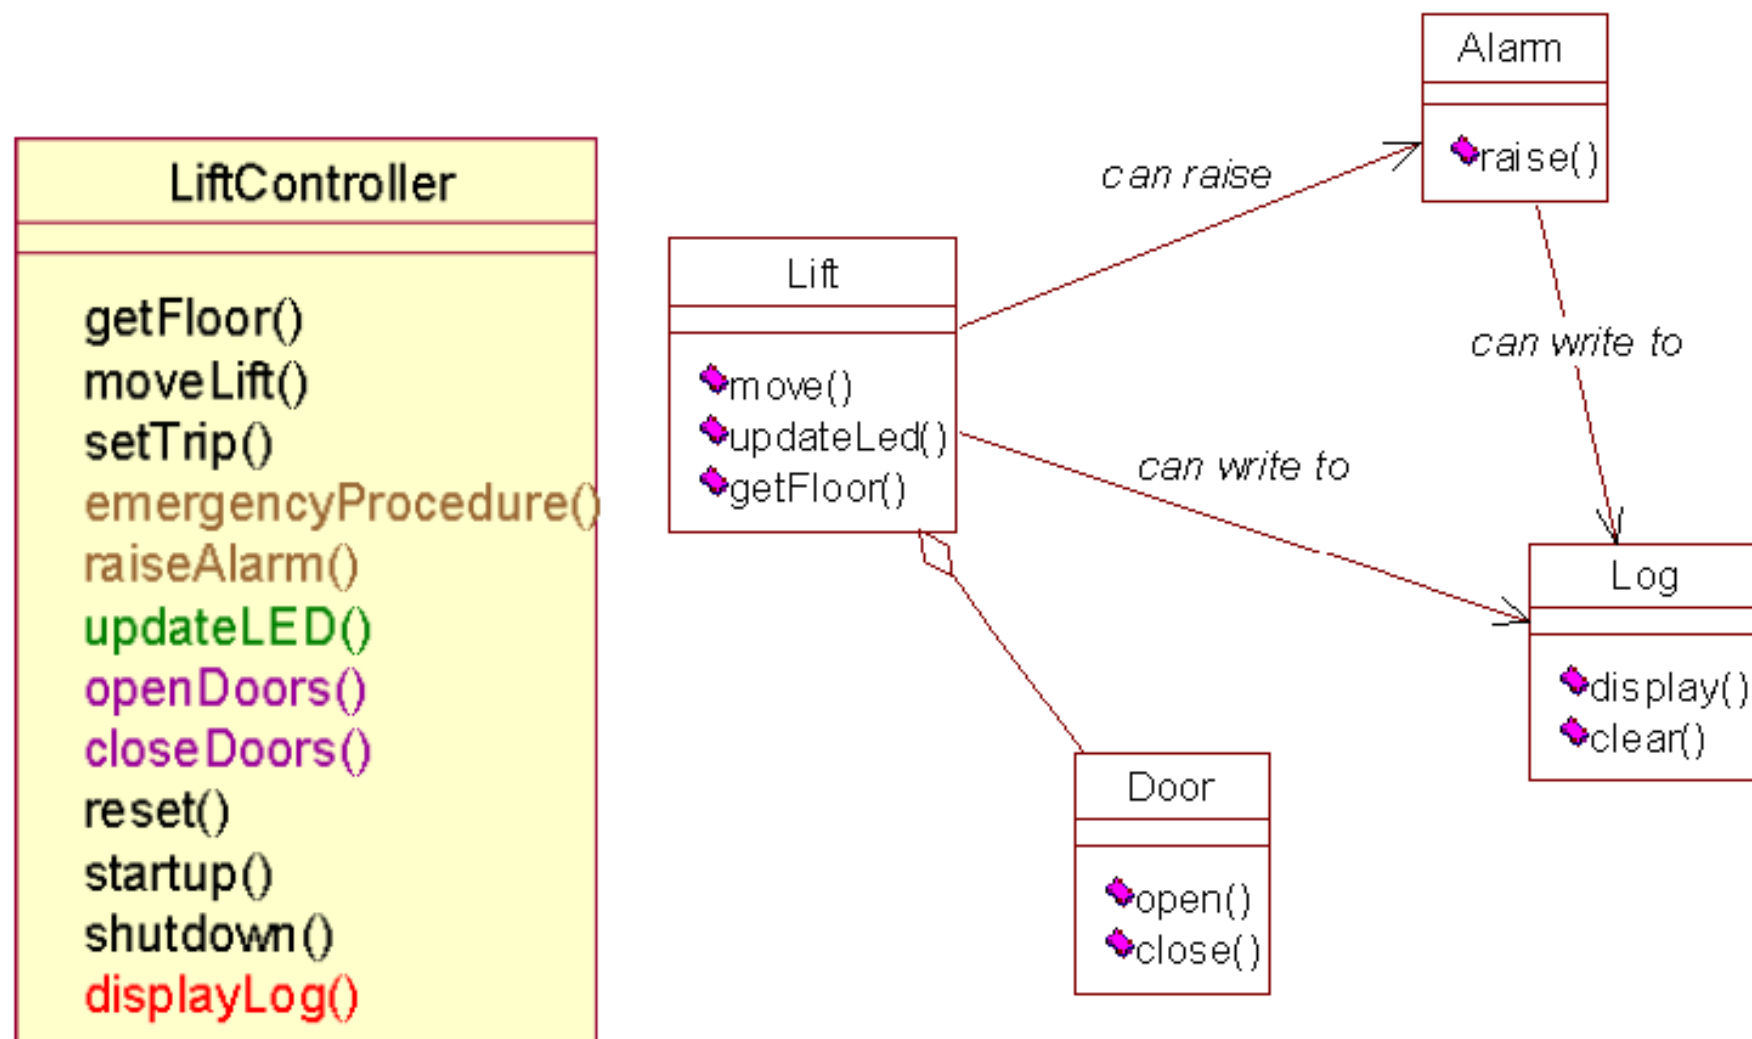 LiftController
getFloor()
moveLift()
setTrip()
emergencyProcedure()
raiseAlarm()
updateLED()
openDoors()
closeDoors()
reset()
startup()
shutdown()
displayLog()
Lift
move()
updateLed()
getFloor()
can raise
Alarm
raise()
can write to
can write to
Log
display()
clear()
Door
open()
close()